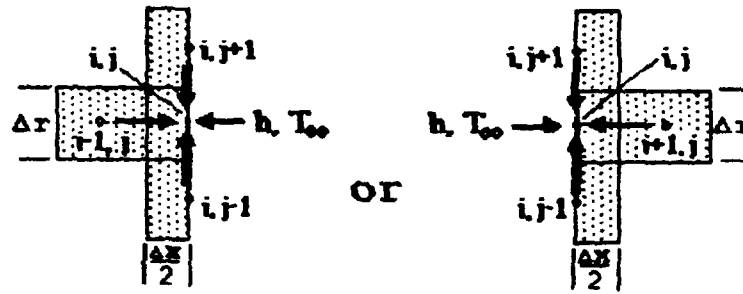 i,j
i,j+1
i,j+1
i,j
Δr
h, T∞
h, T∞
Δr
i-1, j
i+1, j
or
i,j-1
i,j-1
Δx
2
Δx
2